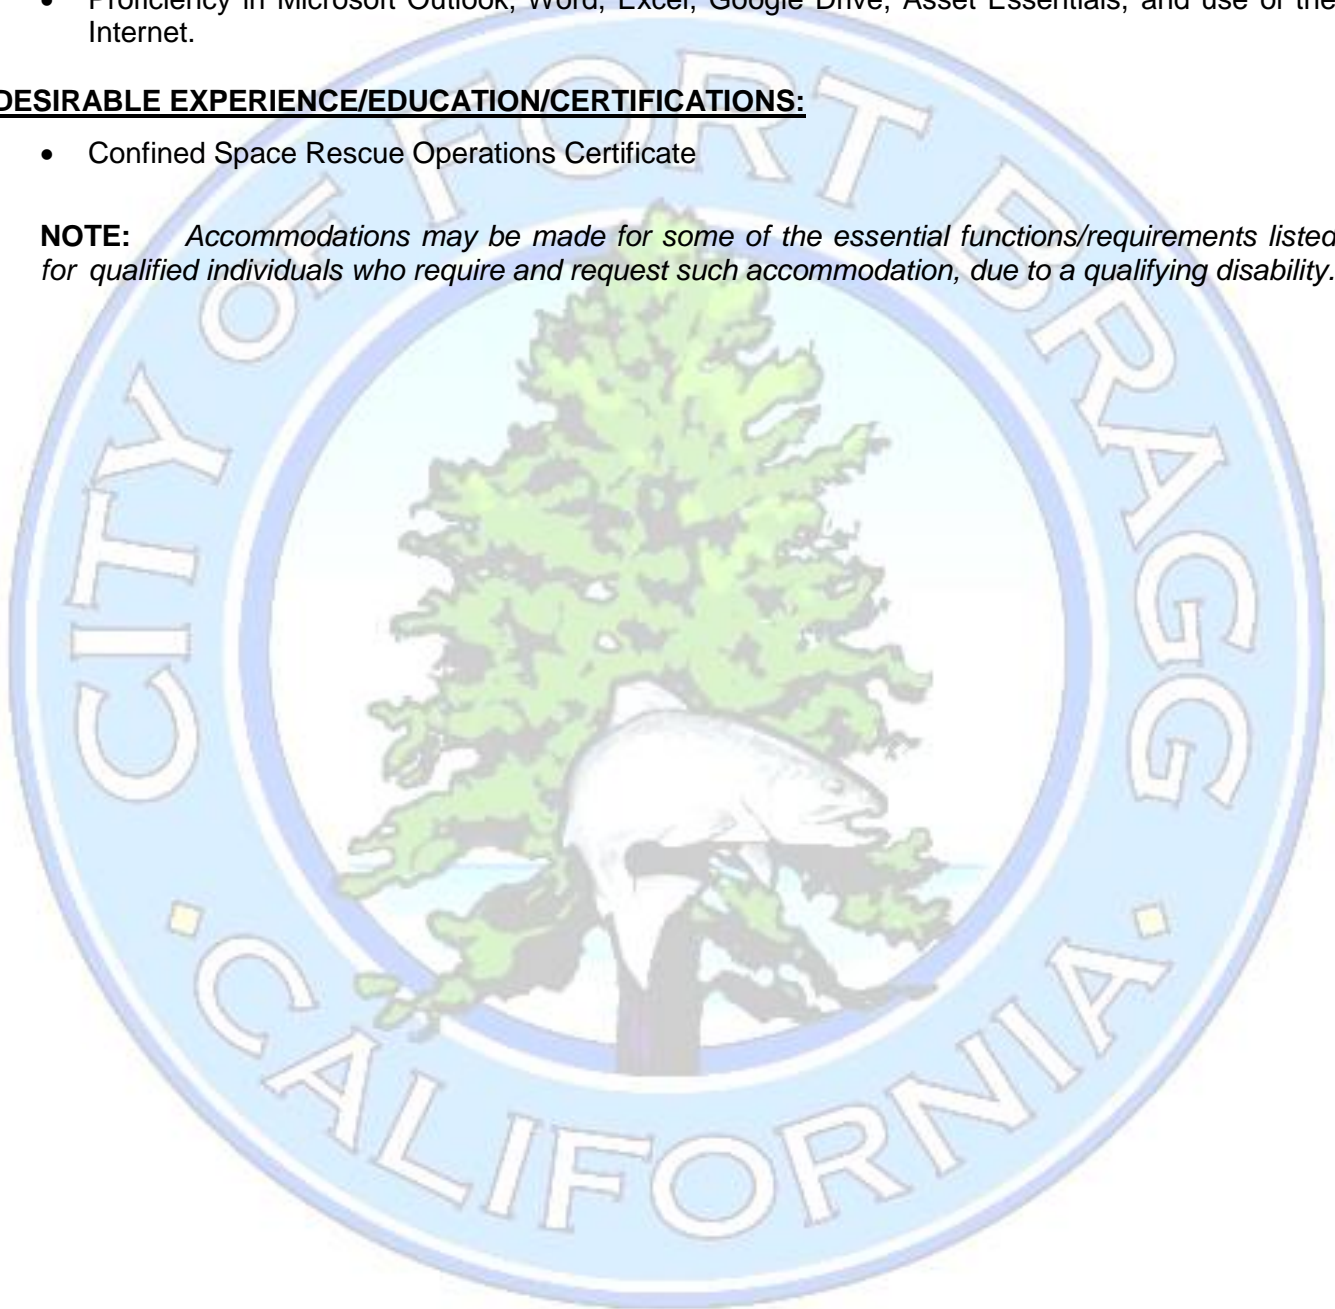 • Proficiency in Microsoft Outlook, Word, Excel, Google Drive, Asset Essentials, and use of the
Internet.
DESIRABLE EXPERIENCE/EDUCATION/CERTIFICATIONS:
• Confined Space Rescue Operations Certificate
NOTE: Accommodations may be made for some of the essential functions/requirements listed
for qualified individuals who require and request such accommodation, due to a qualifying disability.
CITY OF FORT BRAGG
CALIFORNIA